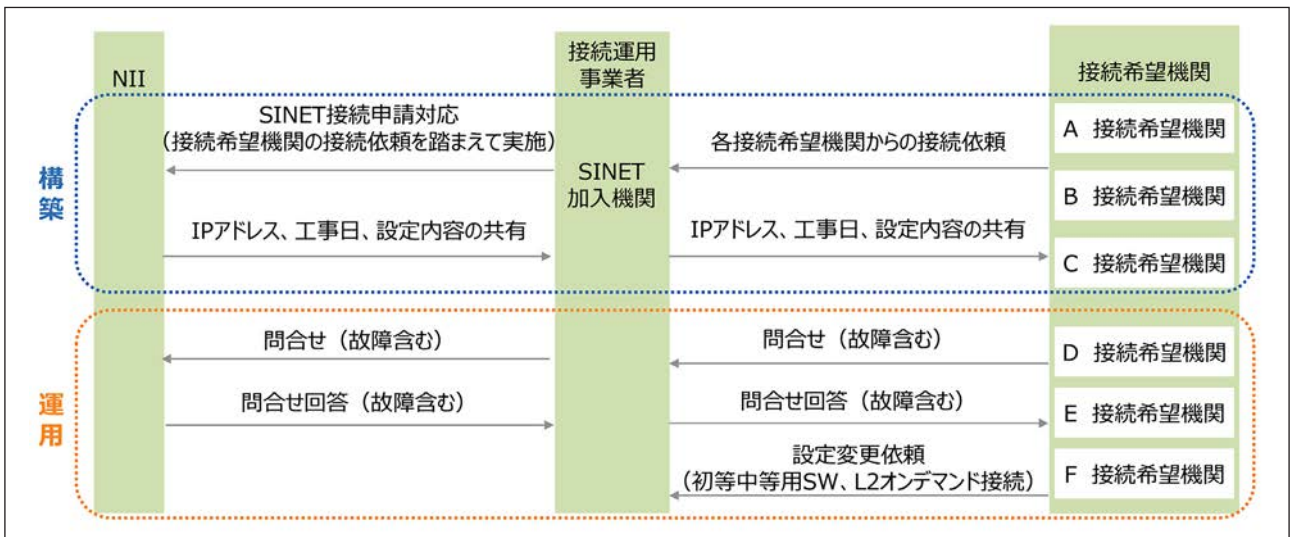 NII
接続運用
事業者
接続希望機関
構築
SINET接続申請対応
(接続希望機関の接続依頼を踏まえて実施)
各接続希望機関からの接続依頼
SINET
加入機関
A 接続希望機関
B 接続希望機関
IPアドレス、工事日、設定内容の共有
IPアドレス、工事日、設定内容の共有
C 接続希望機関
運用
問合せ（故障含む）
問合せ（故障含む）
D 接続希望機関
問合せ回答（故障含む）
問合せ回答（故障含む）
E 接続希望機関
設定変更依頼
(初等中等用SW、L2オンデマンド接続)
F 接続希望機関